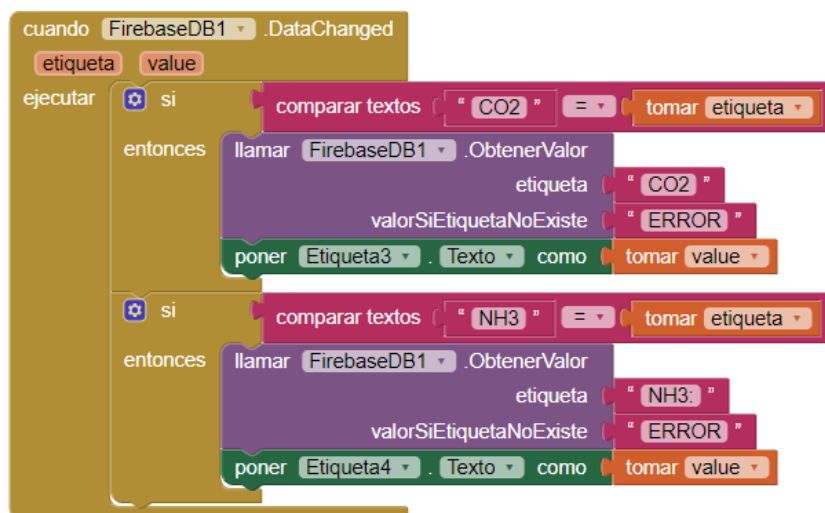 cuando FirebaseDB1 .DataChanged
etiqueta value
ejecutar si comparar textos “ CO2 ” = tomar etiqueta
entonces llamar FirebaseDB1 .ObtenerValor
etiqueta “ CO2 ”
valorSiEtiquetaNoExiste “ ERROR ”
poner Etiqueta3 . Texto como tomar value
si comparar textos “ NH3 ” = tomar etiqueta
entonces llamar FirebaseDB1 .ObtenerValor
etiqueta “ NH3: ”
valorSiEtiquetaNoExiste “ ERROR ”
poner Etiqueta4 . Texto como tomar value